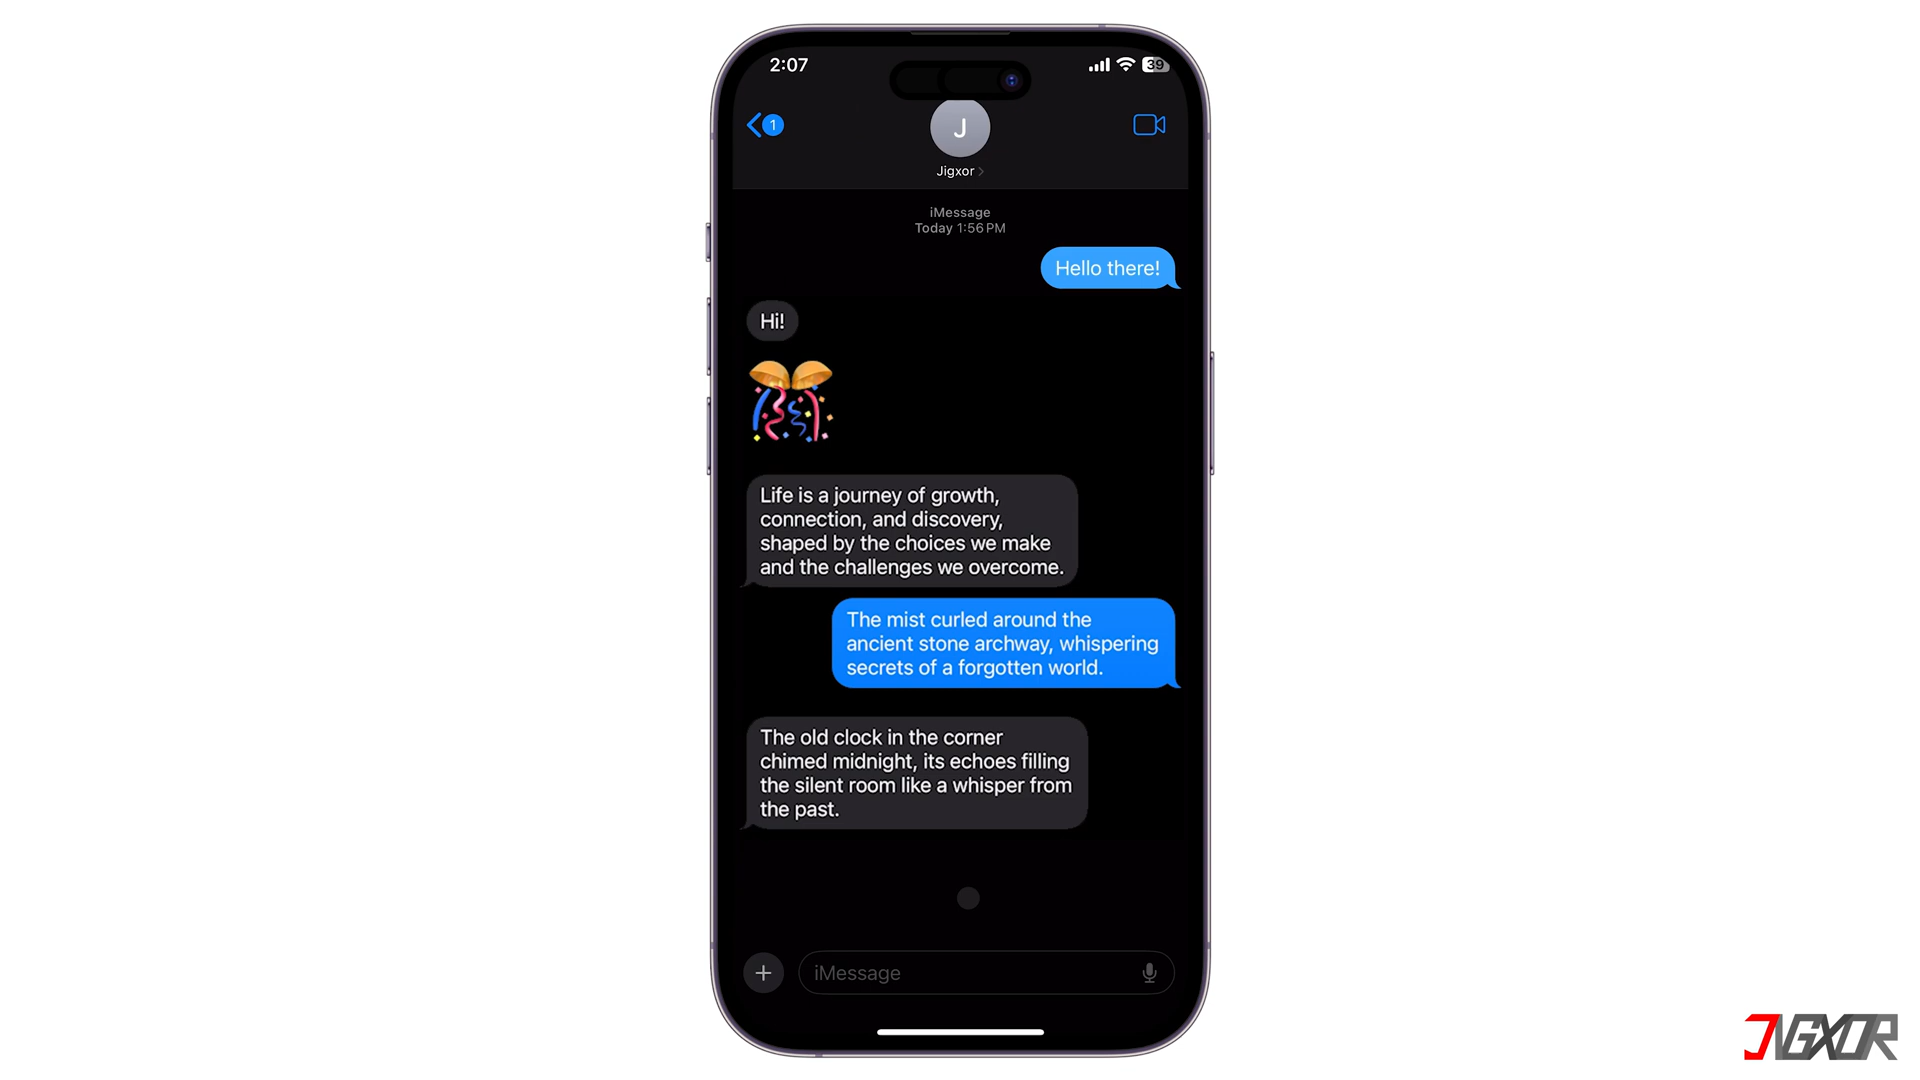 2:07
39
1
J
Jigxor
iMessage
Today 1:56 PM
Hello there!
Hi!
Life is a journey of growth,
connection, and discovery,
shaped by the choices we make
and the challenges we overcome.
The mist curled around the
ancient stone archway, whispering
secrets of a forgotten world.
The old clock in the corner
chimed midnight, its echoes filling
the silent room like a whisper from
the past.
iMessage
JIGXOR